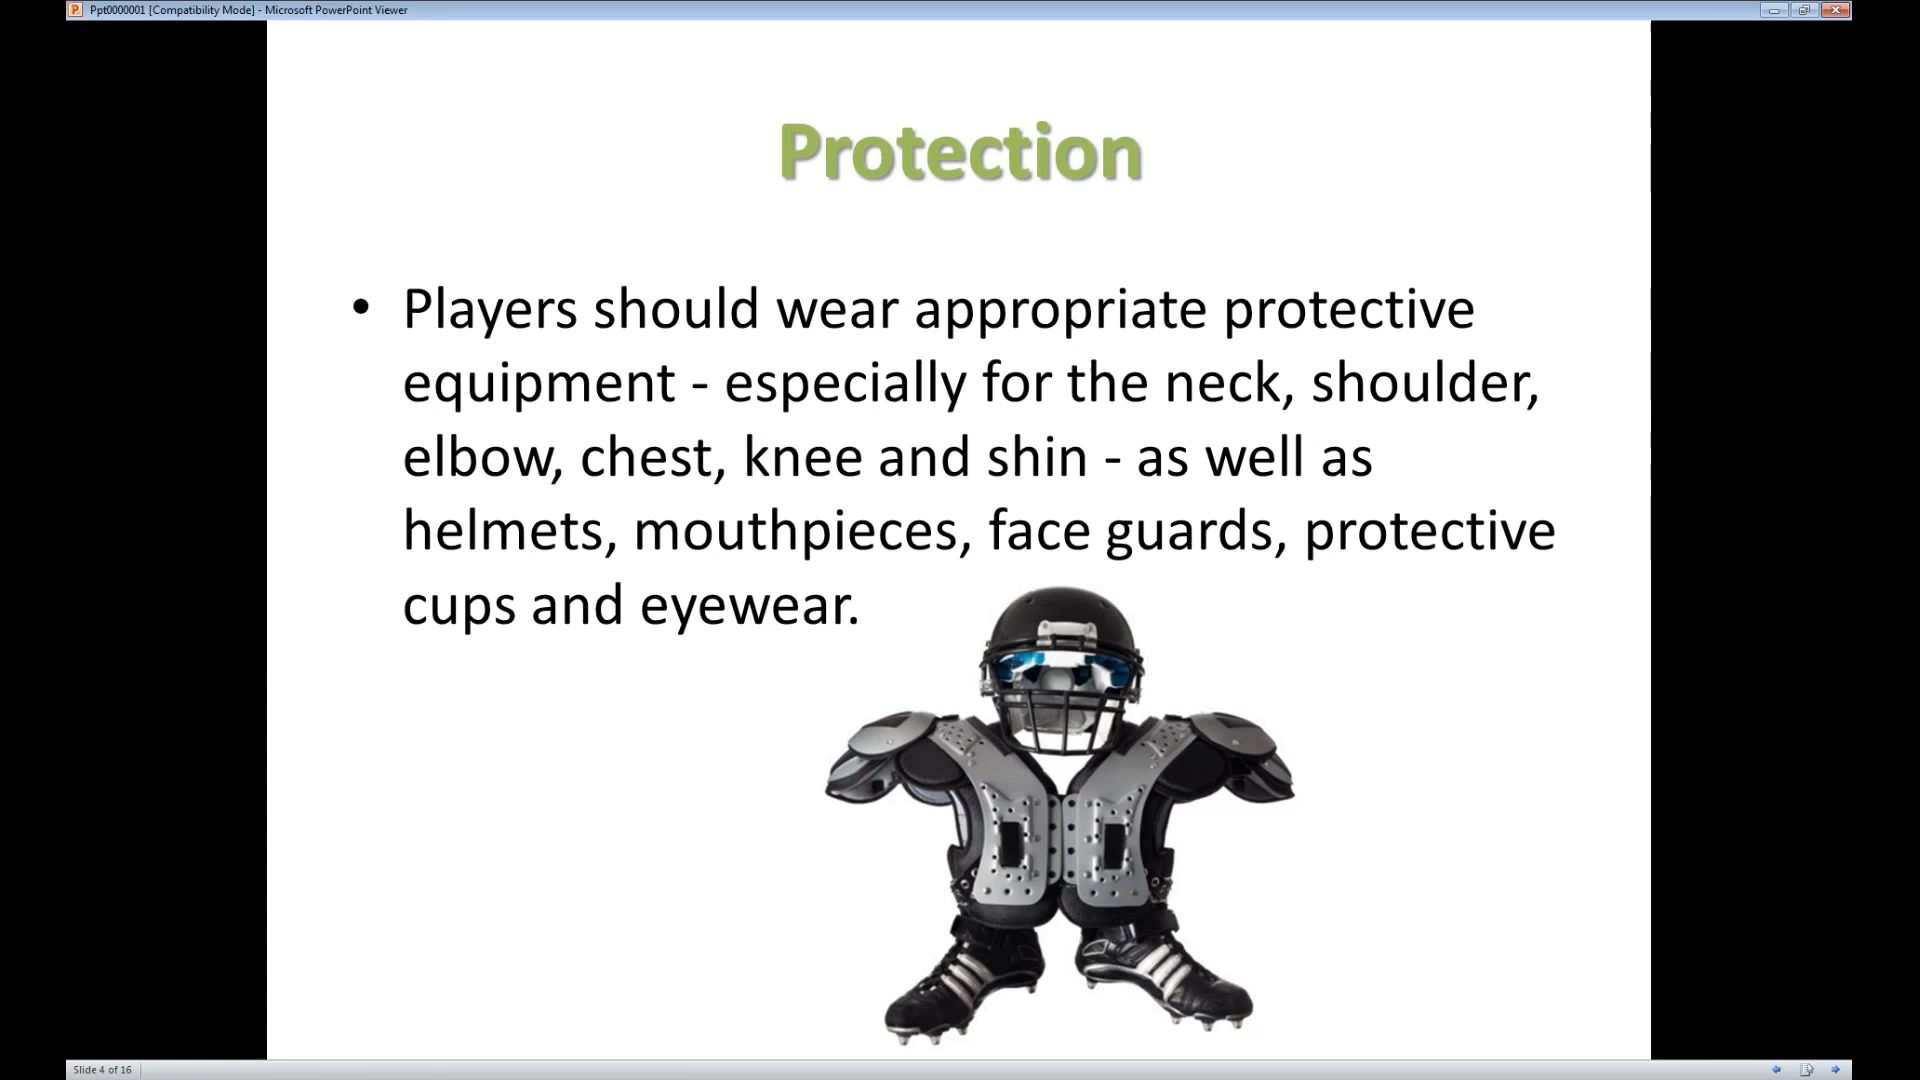 Ppt0000001 [Compatibility Mode] - Microsoft PowerPoint Viewer
Protection
• Players should wear appropriate protective
equipment - especially for the neck, shoulder,
elbow, chest, knee and shin - as well as
helmets, mouthpieces, face guards, protective
cups and eyewear.
Slide 4 of 16